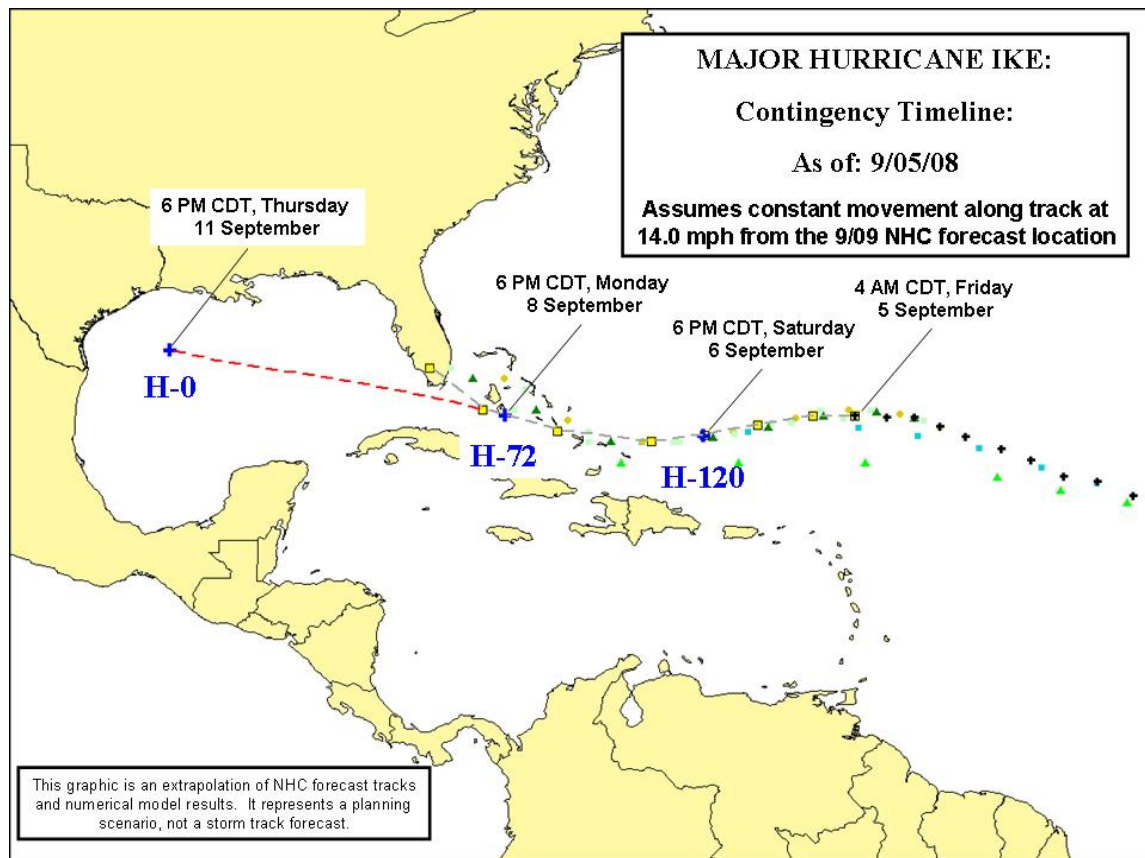 MAJOR HURRICANE IKE:
Contingency Timeline:
As of: 9/05/08
Assumes constant movement along track at
14.0 mph from the 9/09 NHC forecast location
6 PM CDT, Thursday
11 September
6 PM CDT, Monday
8 September
4 AM CDT, Friday
5 September
6 PM CDT, Saturday
6 September
H-0
H-72
H-120
This graphic is an extrapolation of NHC forecast tracks
and numerical model results. It represents a planning
scenario, not a storm track forecast.